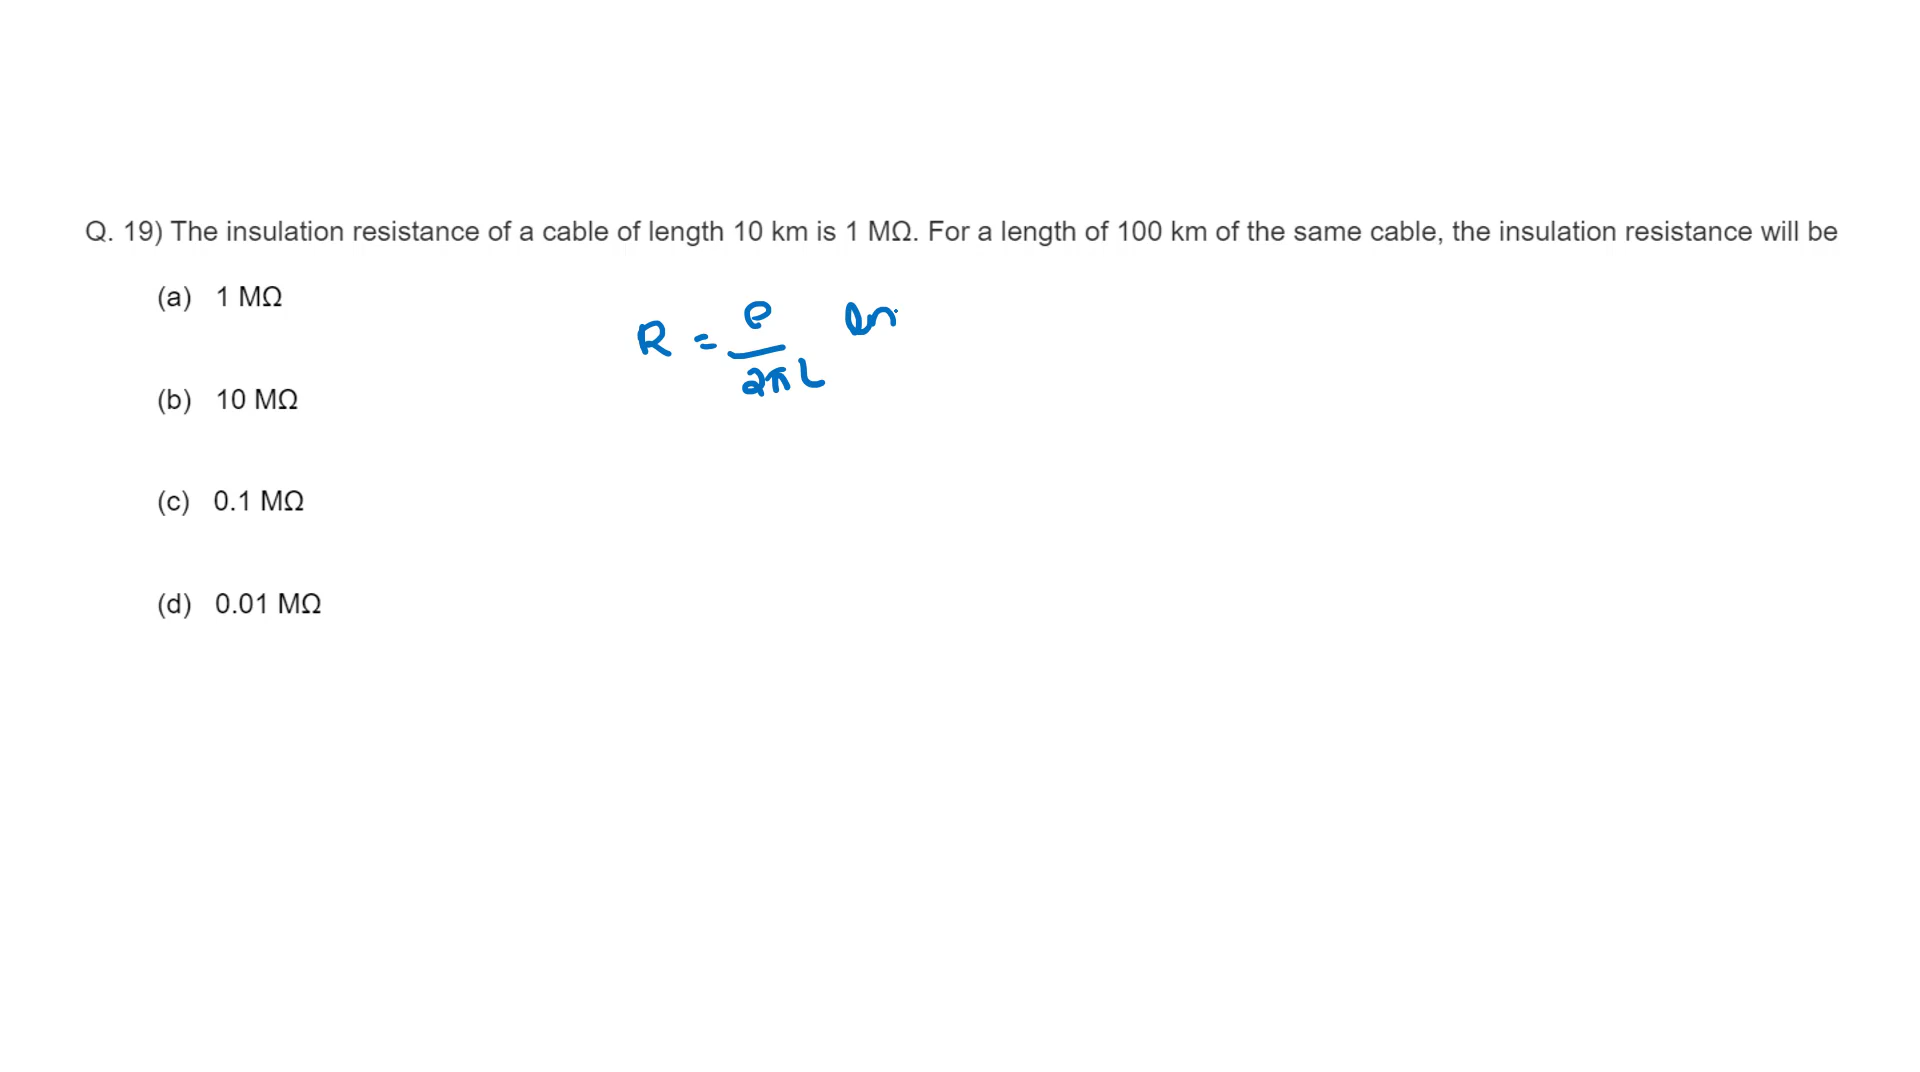 Q. 19) The insulation resistance of a cable of length 10 km is 1 MΩ. For a length of 100 km of the same cable, the insulation resistance will be
(a) 1 MΩ
R = ρ/2πL ln
(b) 10 MΩ
(c) 0.1 MΩ
(d) 0.01 MΩ